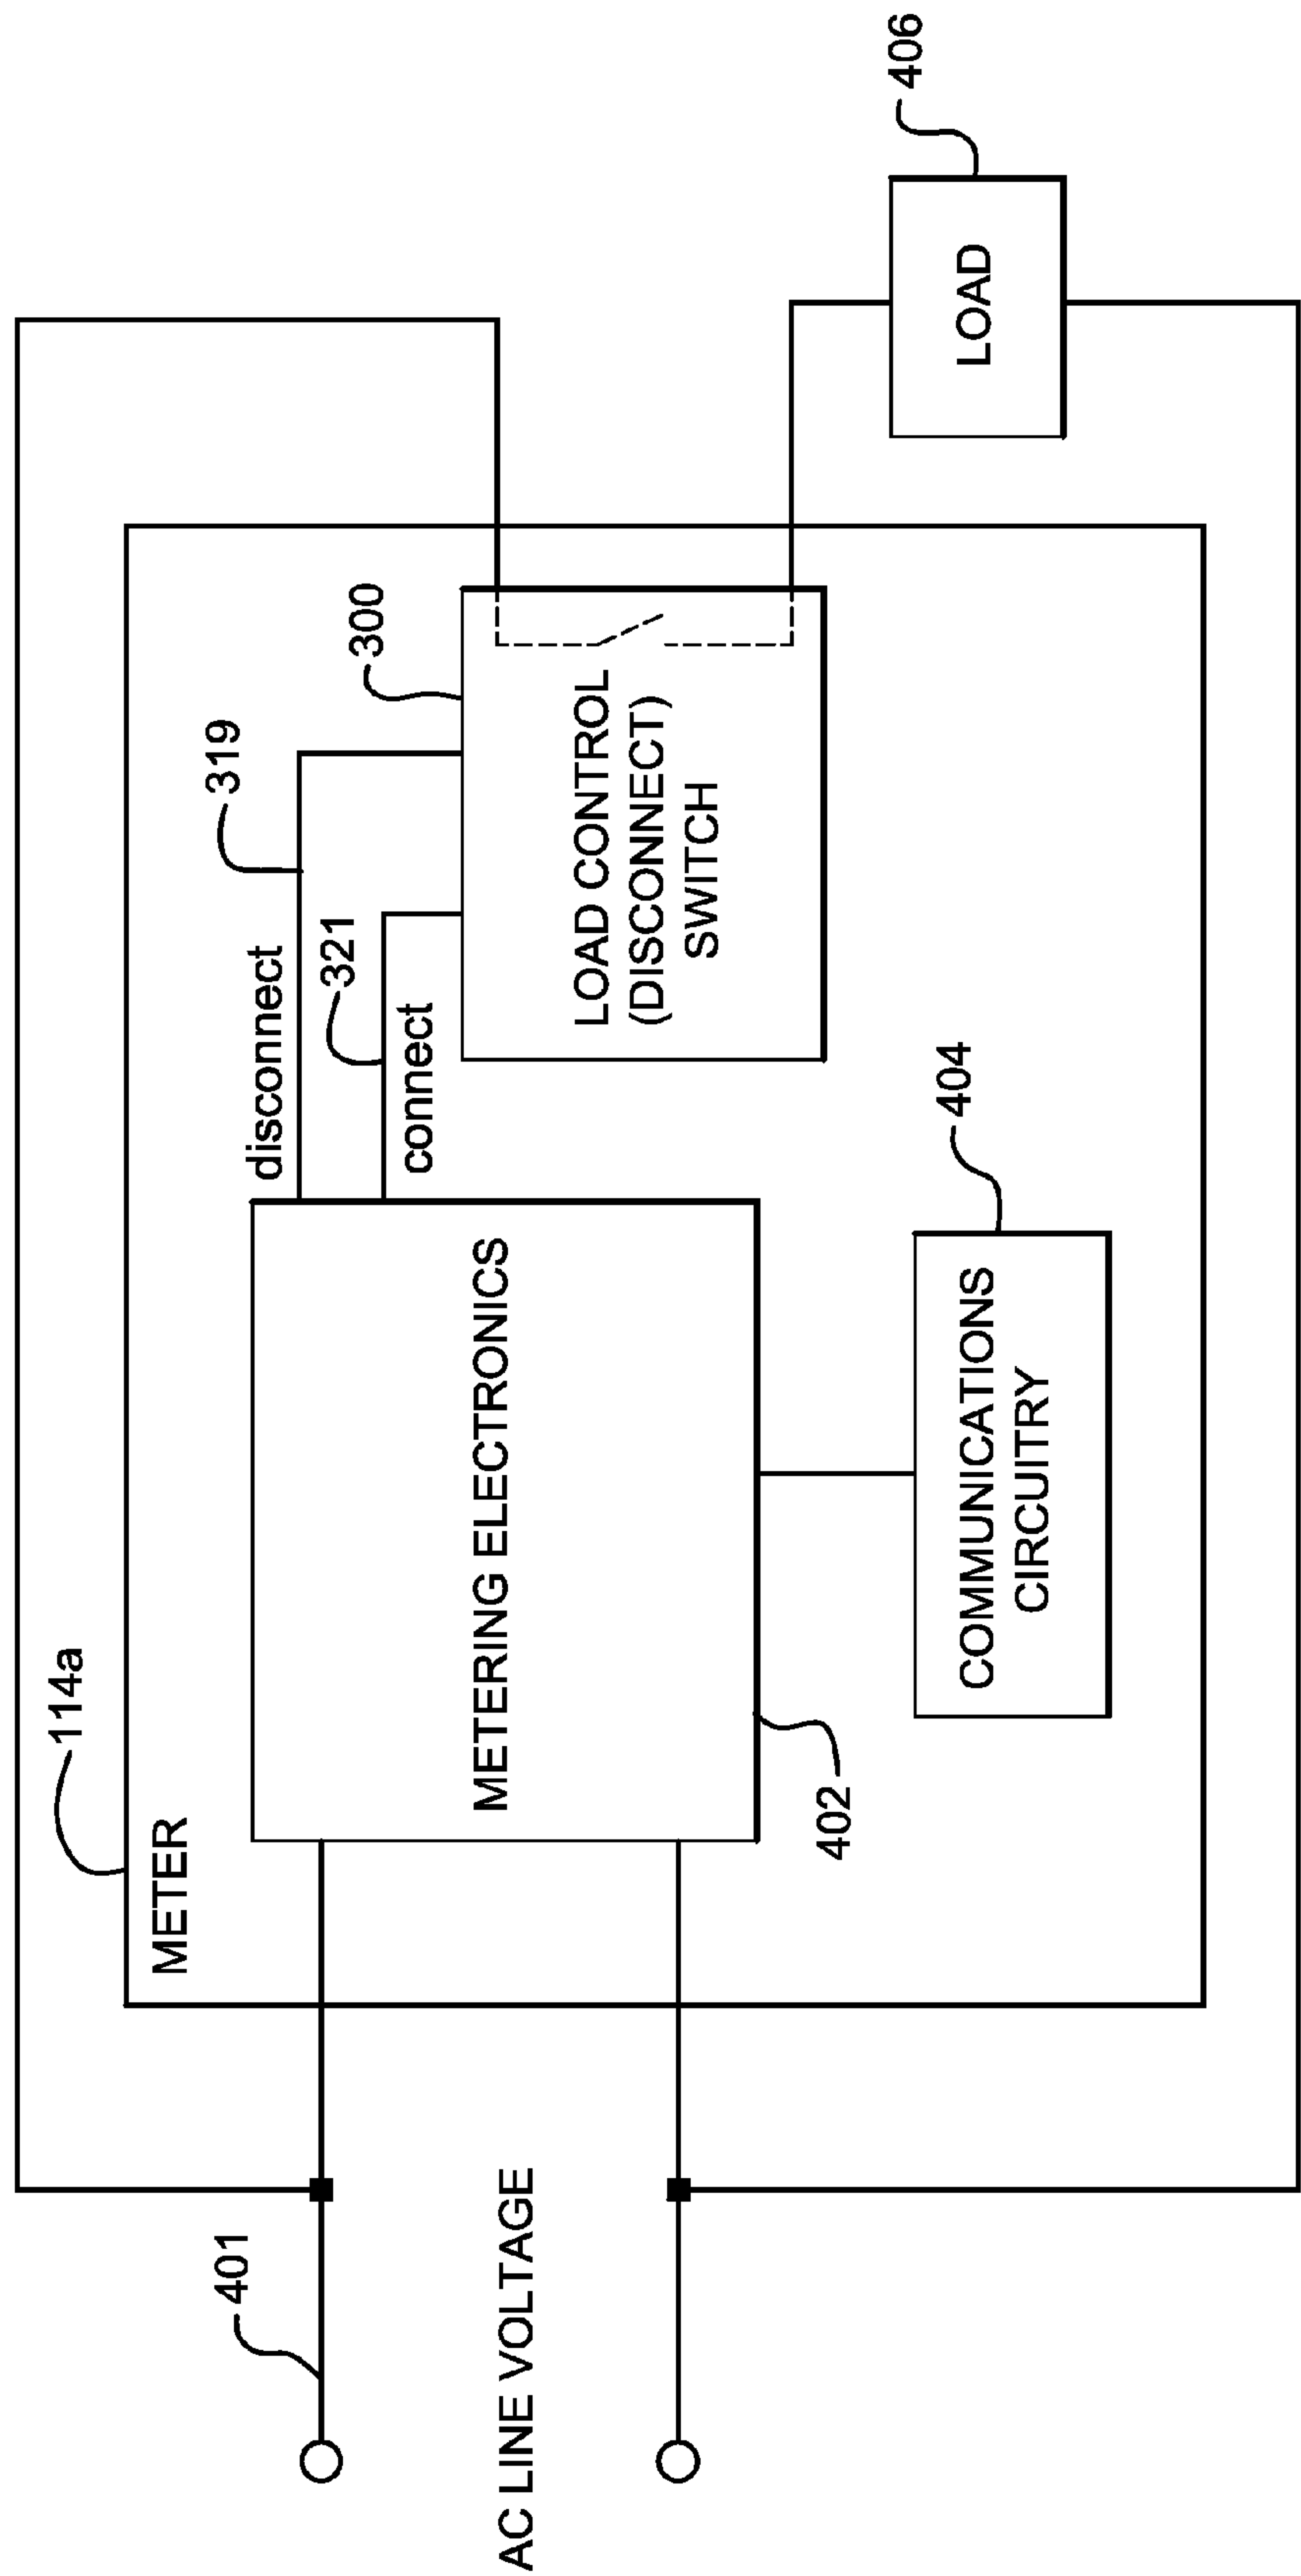 114a
METER
401
AC LINE VOLTAGE
METERING ELECTRONICS
402
disconnect
319
321
connect
300
LOAD CONTROL
(DISCONNECT)
SWITCH
COMMUNICATIONS
CIRCUITRY
404
LOAD
406